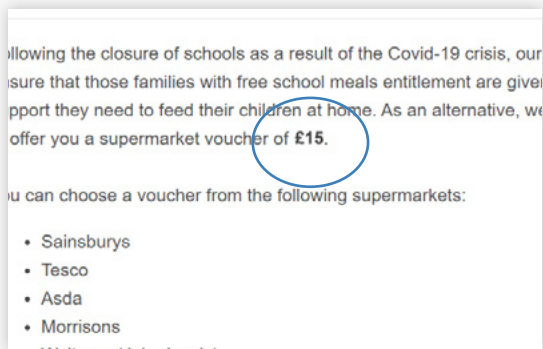 ollowing the closure of schools as a result of the Covid-19 crisis, our
sure that those families with free school meals entitlement are give
pport they need to feed their children at home. As an alternative, we
offer you a supermarket voucher of £15.
u can choose a voucher from the following supermarkets:
• Sainsburys
• Tesco
• Asda
• Morrisons